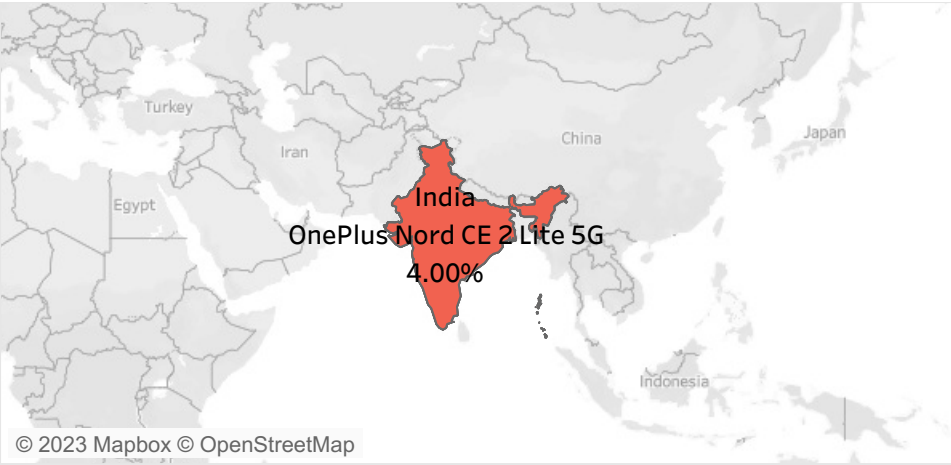 Turkey
China
Japan
Iran
India
Egypt
OnePlus Nord CE 2 Lite 5G
4.00%
Indonesia
© 2023 Mapbox © OpenStreetMap